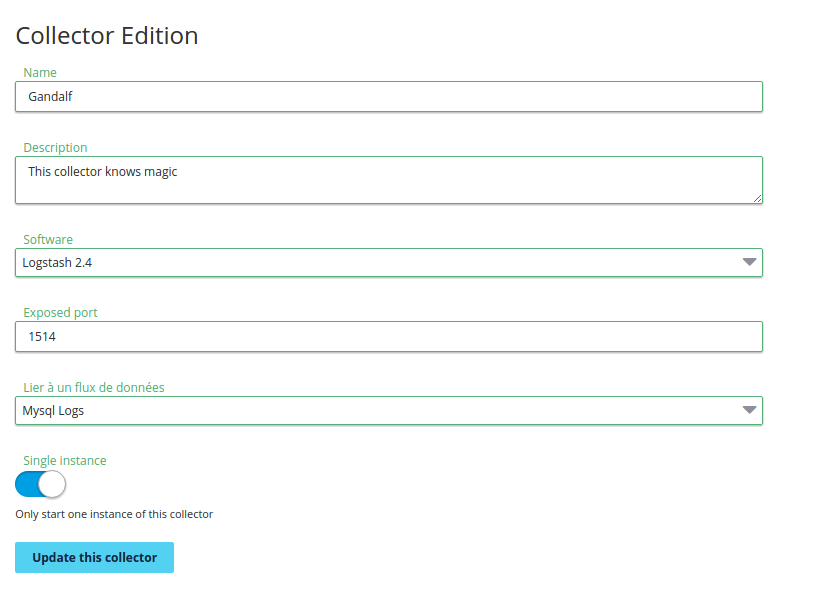 Collector Edition
Name
Gandalf
Description
This collector knows magic
Software
Logstash 2.4
Exposed port
1514
Lier à un flux de données
Mysql Logs
Single instance
Only start one instance of this collector
Update this collector